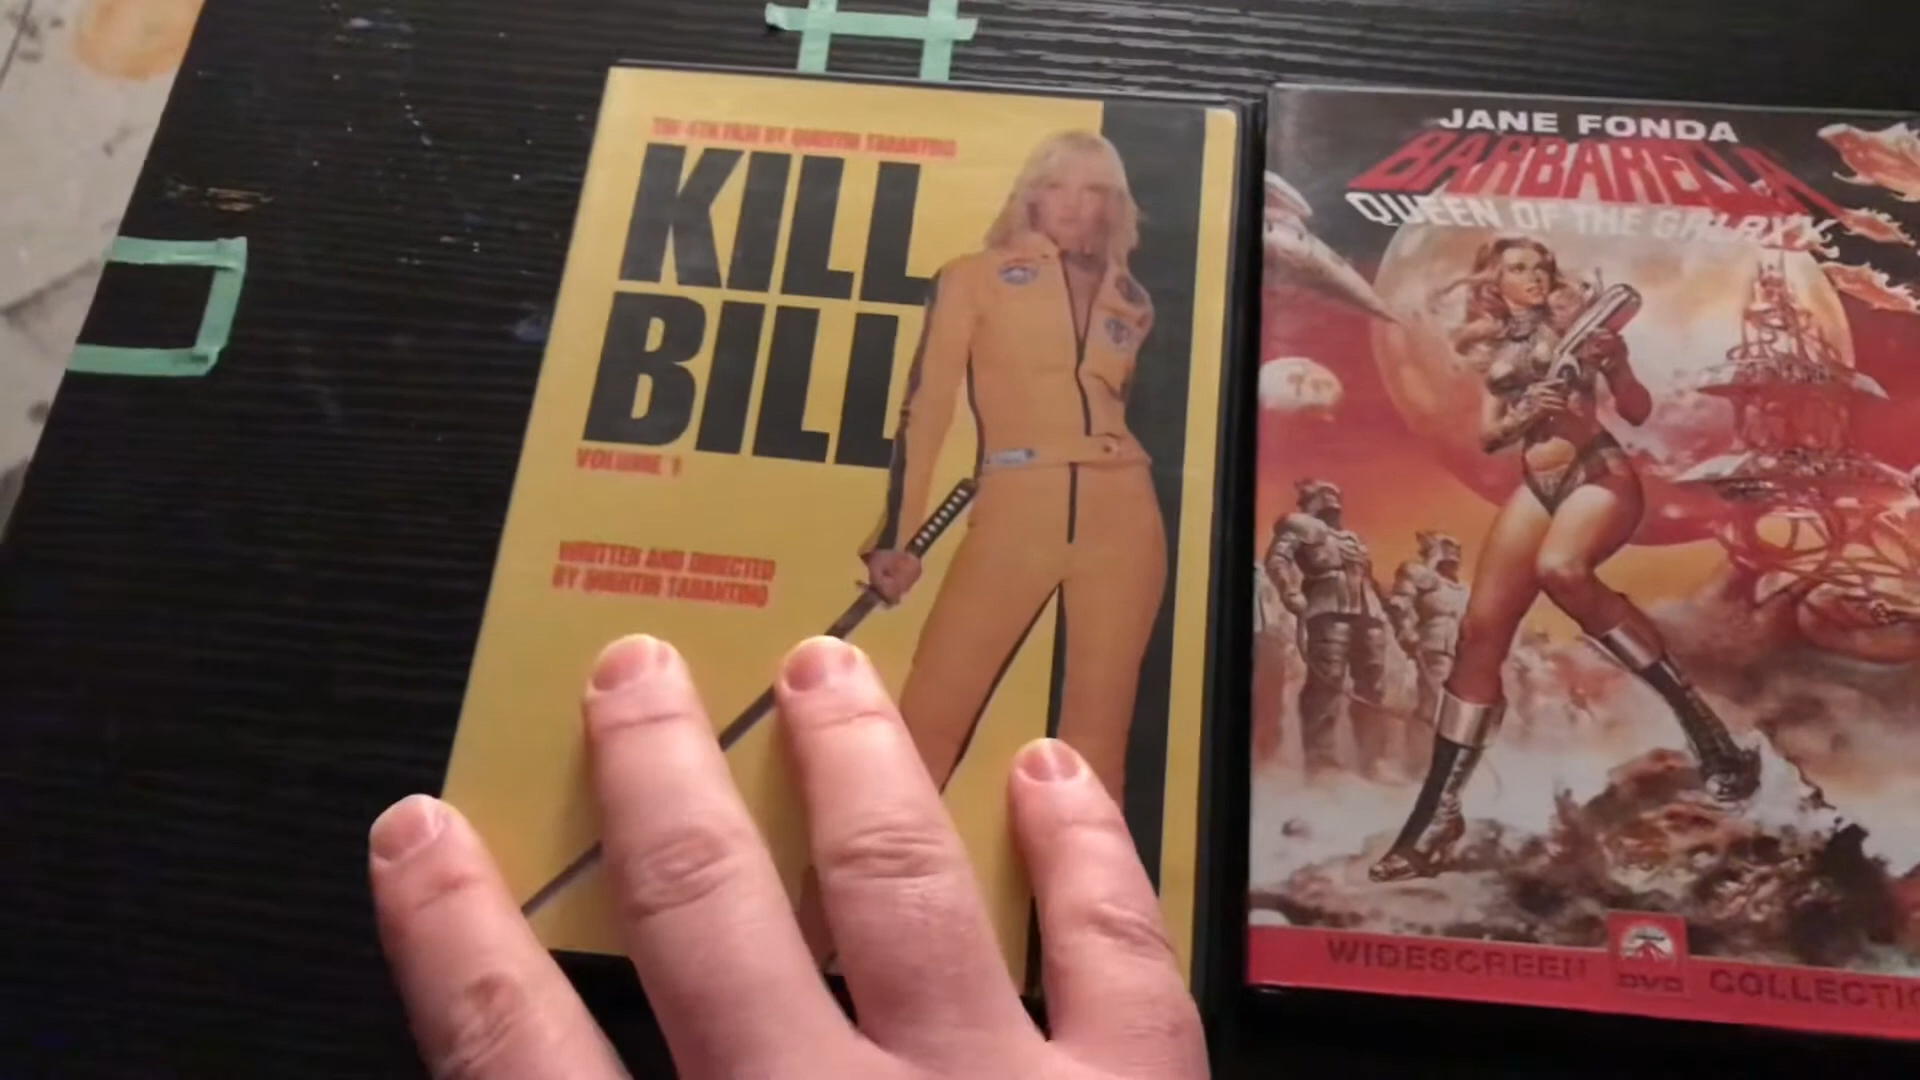 THE 4TH FILM BY QUENTIN TARANTINO
KILL
BILL
VOLUME 1
WRITTEN AND DIRECTED
BY QUENTIN TARANTINO
JANE FONDA
BARBARELLA
QUEEN OF THE GALAXY
WIDESCREEN
DVD
COLLECTIO